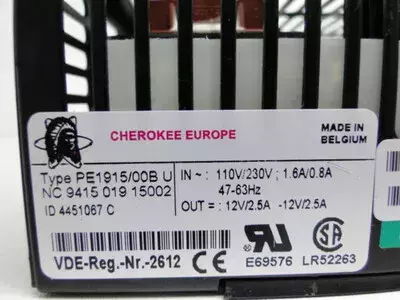 CHEROKEE EUROPE
MADE IN
BELGIUM
Type PE1915/00B U
NC 9415 019 15002
ID 4451067 C
IN ~ : 110V/230V ; 1.6A/0.8A
47-63Hz
OUT = : 12V/2.5A -12V/2.5A
VDE-Reg.-Nr.-2612 CE
E69576
LR52263